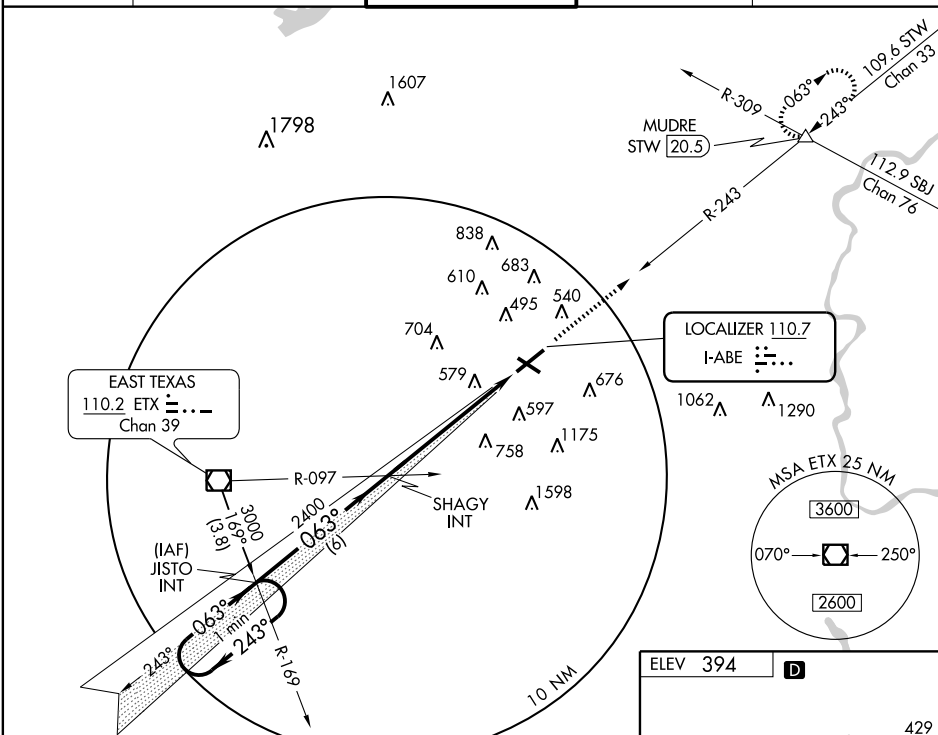 1607
1798
109.6 STW
Chan 33
R-309
063°
243°
MUDRE
STW 20.5
112.9 SBJ
Chan 76
R-243
838
683
610
495
540
704
LOCALIZER 110.7
I-ABE
579
676
EAST TEXAS
110.2 ETX
Chan 39
597
1062
1290
758
1175
R-097
SHAGY
INT
1598
MSA ETX 25 NM
3600
070°
250°
2600
3000
169°
(3.8)
2400
063°
(6)
(IAF)
JISTO
INT
063°
1 min
243°
243°
R-169
10 NM
ELEV 394
D
429